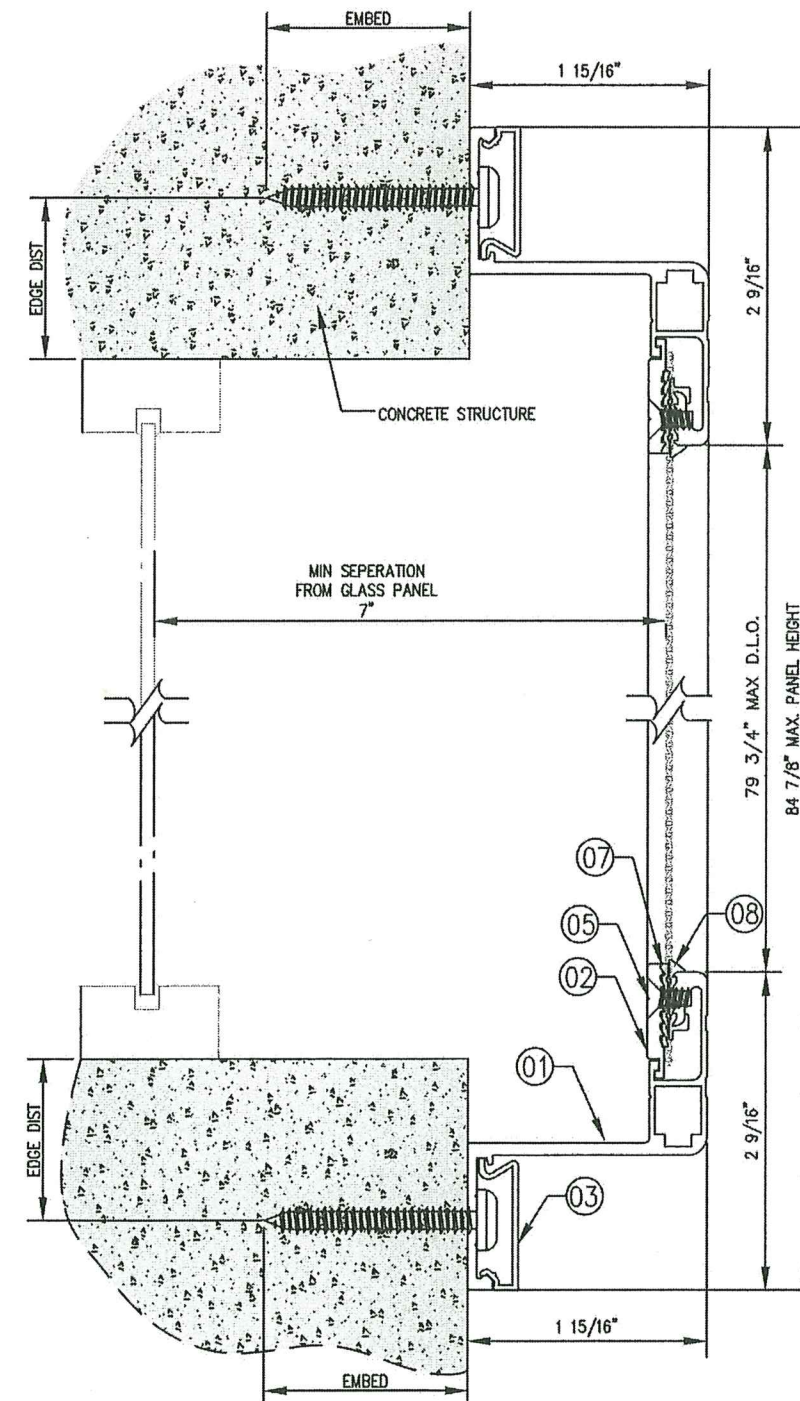 EMBED
1 15/16"
EDGE DIST
2 9/16"
CONCRETE STRUCTURE
MIN SEPERATION
FROM GLASS PANEL
7"
79 3/4" MAX D.L.O.
84 7/8" MAX. PANEL HEIGHT
07
08
05
02
01
EDGE DIST
2 9/16"
03
1 15/16"
EMBED